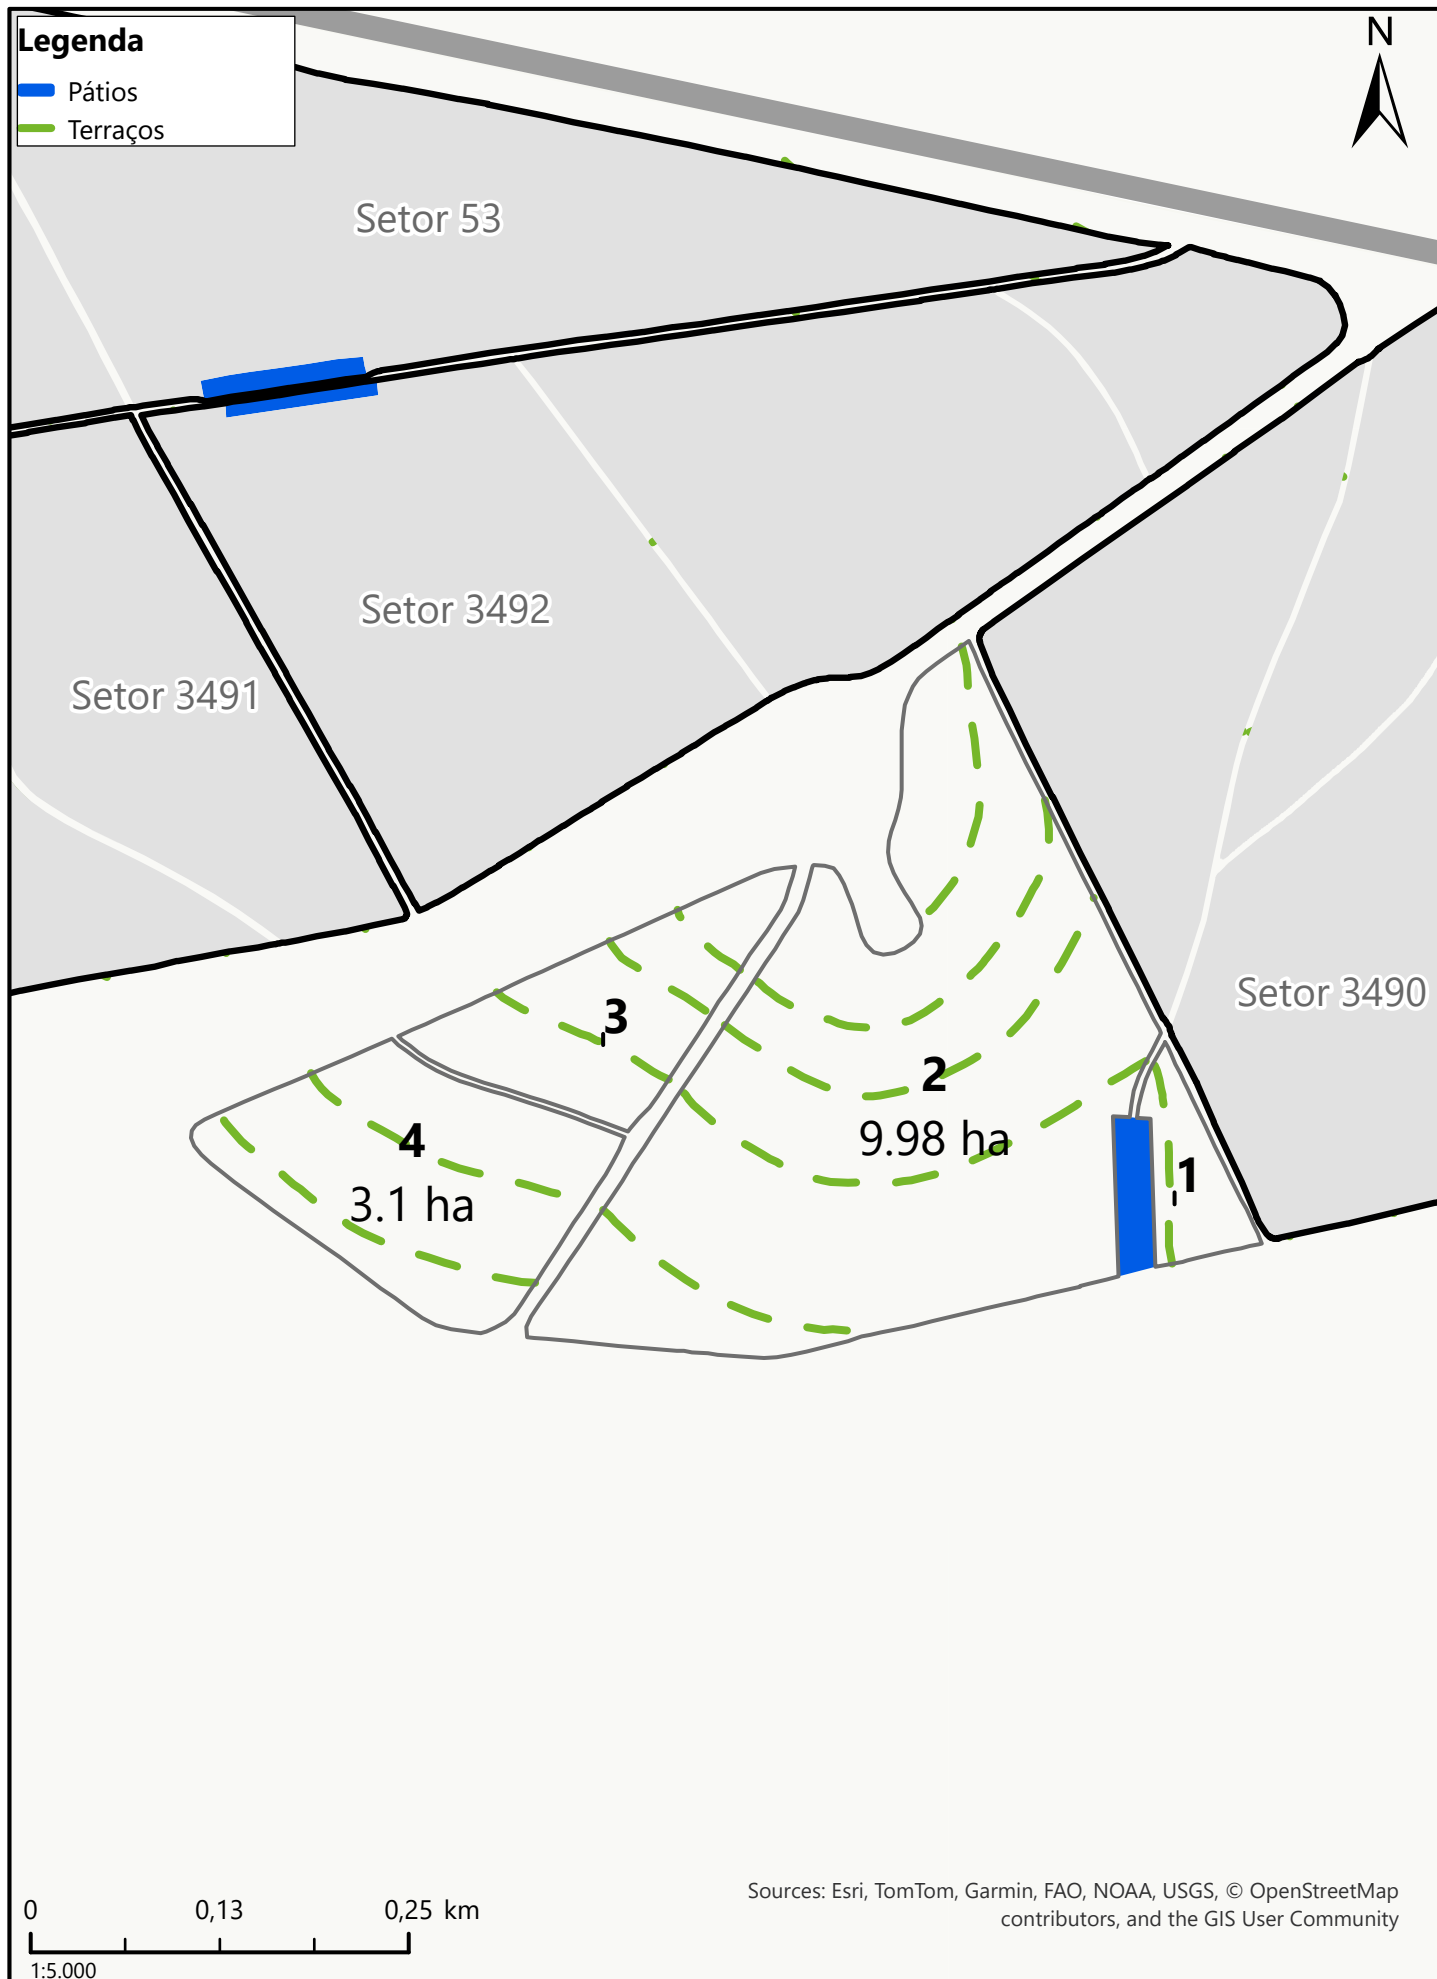 Legenda
Pátios
Terraços
N
Setor 53
Setor 3492
Setor 3491
Setor 3490
3
2
9.98 ha
4
3.1 ha
1
0 0,13 0,25 km
1:5.000
Sources: Esri, TomTom, Garmin, FAO, NOAA, USGS, © OpenStreetMap
contributors, and the GIS User Community